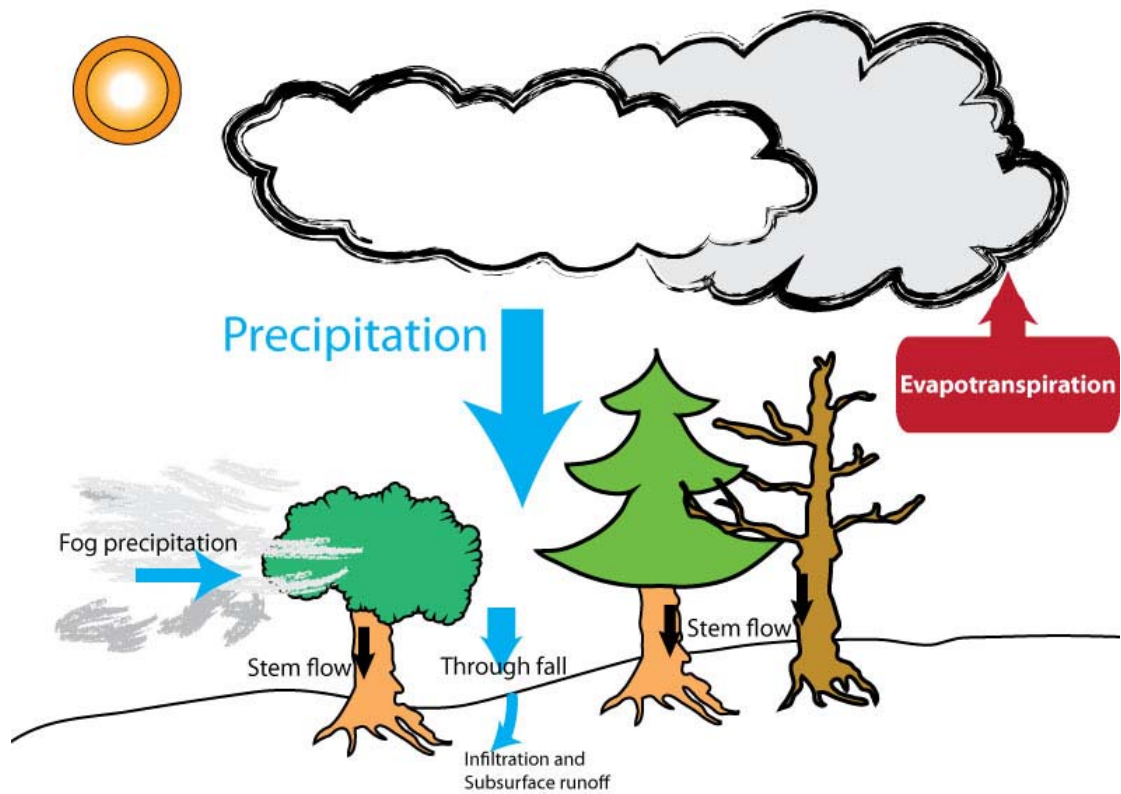 Precipitation
Evapotranspiration
Fog precipitation
Stem flow
Through fall
Stem flow
Infiltration and
Subsurface runoff